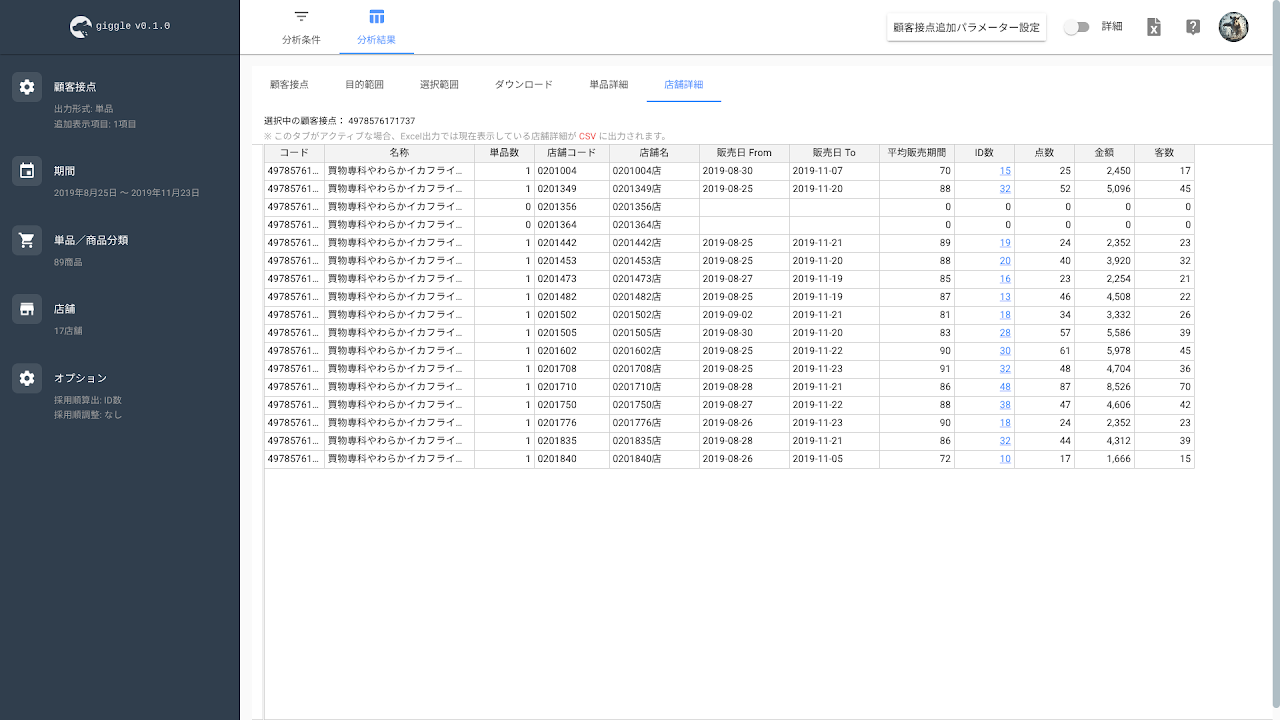 giggle v0.1.0
顧客接点
出力形式: 単品
追加表示項目: 1項目
期間
2019年8月25日 〜 2019年11月23日
単品／商品分類
89商品
店舗
17店舗
オプション
採用順算出: ID数
採用順調整: なし
分析条件 分析結果 顧客接点追加パラメーター設定 詳細
顧客接点 目的範囲 選択範囲 ダウンロード 単品詳細 店舗詳細
選択中の顧客接点： 4978576171737
※ このタブがアクティブな場合、Excel出力では現在表示している店舗詳細が CSV に出力されます。
コード 名称 単品数 店舗コード 店舗名 販売日 From 販売日 To 平均販売期間 ID数 点数 金額 客数
49785761... 買物専科やわらかイカフライ... 1 0201004 0201004店 2019-08-30 2019-11-07 70 15 25 2,450 17
49785761... 買物専科やわらかイカフライ... 1 0201349 0201349店 2019-08-25 2019-11-20 88 32 52 5,096 45
49785761... 買物専科やわらかイカフライ... 0 0201356 0201356店 0 0 0 0 0
49785761... 買物専科やわらかイカフライ... 0 0201364 0201364店 0 0 0 0 0
49785761... 買物専科やわらかイカフライ... 1 0201442 0201442店 2019-08-25 2019-11-21 89 19 24 2,352 23
49785761... 買物専科やわらかイカフライ... 1 0201453 0201453店 2019-08-25 2019-11-20 88 20 40 3,920 32
49785761... 買物専科やわらかイカフライ... 1 0201473 0201473店 2019-08-27 2019-11-19 85 16 23 2,254 21
49785761... 買物専科やわらかイカフライ... 1 0201482 0201482店 2019-08-25 2019-11-19 87 13 46 4,508 22
49785761... 買物専科やわらかイカフライ... 1 0201502 0201502店 2019-09-02 2019-11-21 81 18 34 3,332 26
49785761... 買物専科やわらかイカフライ... 1 0201505 0201505店 2019-08-30 2019-11-20 83 28 57 5,586 39
49785761... 買物専科やわらかイカフライ... 1 0201602 0201602店 2019-08-25 2019-11-22 90 30 61 5,978 45
49785761... 買物専科やわらかイカフライ... 1 0201708 0201708店 2019-08-25 2019-11-23 91 32 48 4,704 36
49785761... 買物専科やわらかイカフライ... 1 0201710 0201710店 2019-08-28 2019-11-21 86 48 87 8,526 70
49785761... 買物専科やわらかイカフライ... 1 0201750 0201750店 2019-08-27 2019-11-22 88 38 47 4,606 42
49785761... 買物専科やわらかイカフライ... 1 0201776 0201776店 2019-08-26 2019-11-23 90 18 24 2,352 23
49785761... 買物専科やわらかイカフライ... 1 0201835 0201835店 2019-08-28 2019-11-21 86 32 44 4,312 39
49785761... 買物専科やわらかイカフライ... 1 0201840 0201840店 2019-08-26 2019-11-05 72 10 17 1,666 15